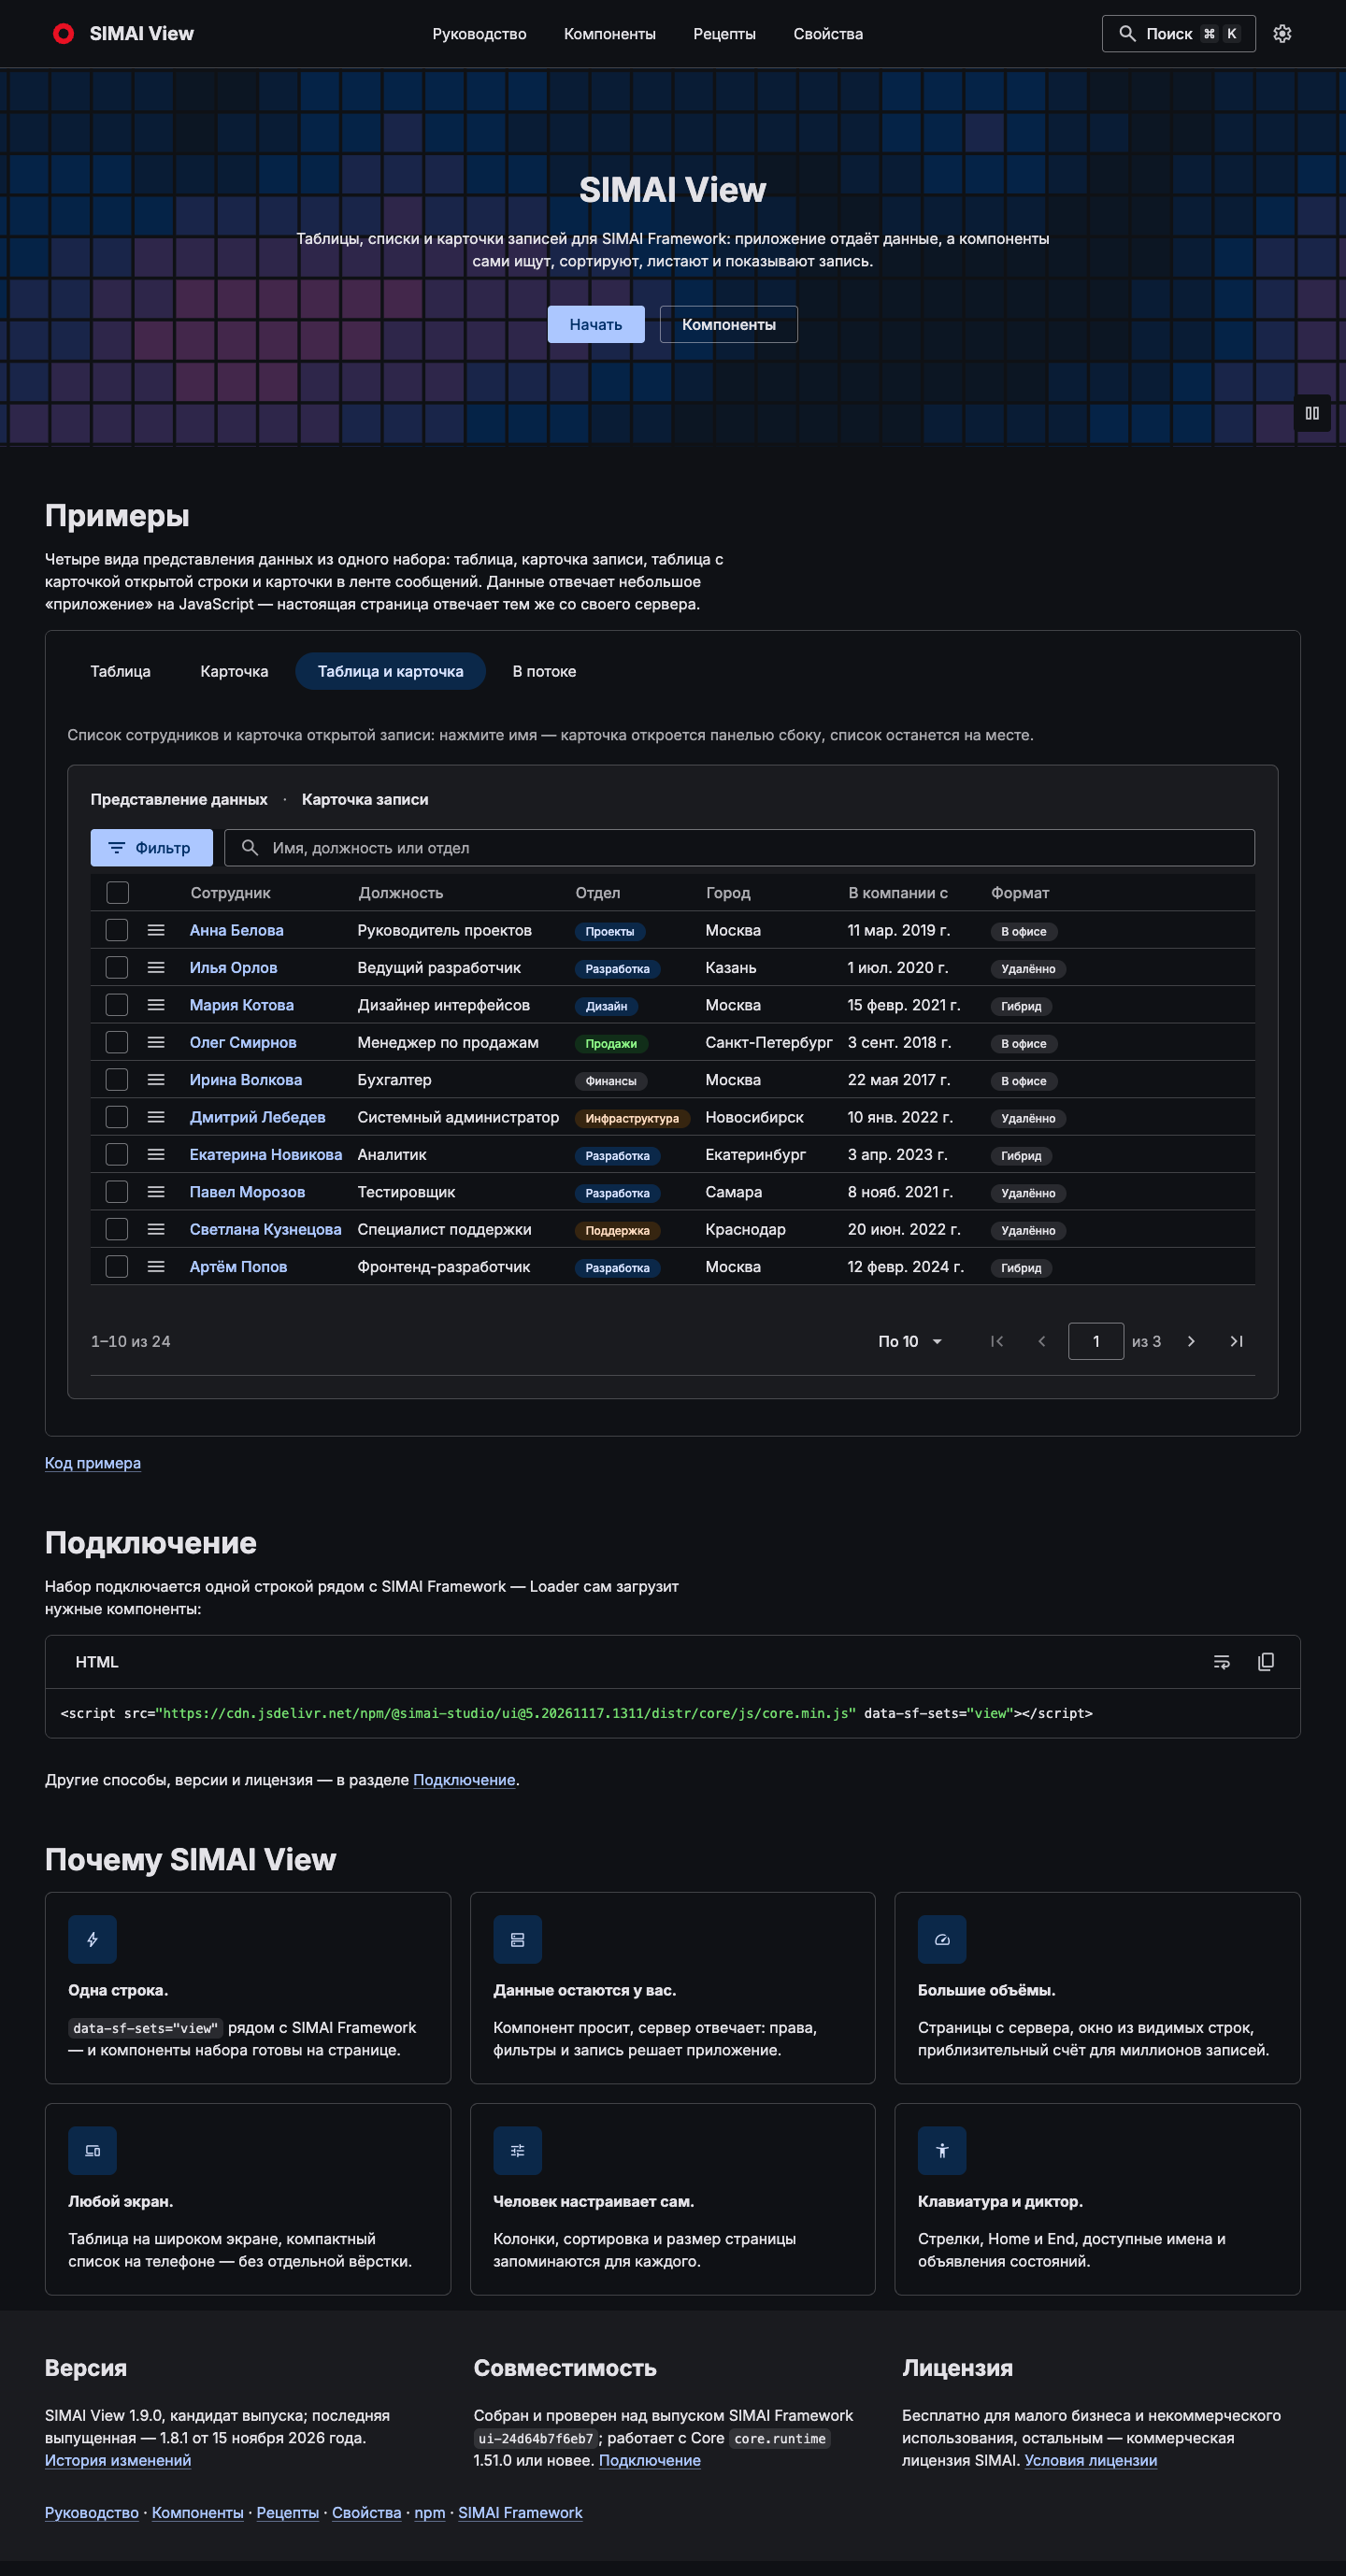 SIMAI View
Руководство
Компоненты
Рецепты
Свойства
Поиск ⌘ K
SIMAI View
Таблицы, списки и карточки записей для SIMAI Framework: приложение отдаёт данные, а компоненты
сами ищут, сортируют, листают и показывают запись.
Начать
Компоненты
Примеры
Четыре вида представления данных из одного набора: таблица, карточка записи, таблица с
карточкой открытой строки и карточки в ленте сообщений. Данные отвечает небольшое
«приложение» на JavaScript — настоящая страница отвечает тем же со своего сервера.
Таблица
Карточка
Таблица и карточка
В потоке
Список сотрудников и карточка открытой записи: нажмите имя — карточка откроется панелью сбоку, список останется на месте.
Представление данных · Карточка записи
Фильтр
Имя, должность или отдел
Сотрудник Должность Отдел Город В компании с Формат
Анна Белова Руководитель проектов Проекты Москва 11 мар. 2019 г. В офисе
Илья Орлов Ведущий разработчик Разработка Казань 1 июл. 2020 г. Удалённо
Мария Котова Дизайнер интерфейсов Дизайн Москва 15 февр. 2021 г. Гибрид
Олег Смирнов Менеджер по продажам Продажи Санкт-Петербург 3 сент. 2018 г. В офисе
Ирина Волкова Бухгалтер Финансы Москва 22 мая 2017 г. В офисе
Дмитрий Лебедев Системный администратор Инфраструктура Новосибирск 10 янв. 2022 г. Удалённо
Екатерина Новикова Аналитик Разработка Екатеринбург 3 апр. 2023 г. Гибрид
Павел Морозов Тестировщик Разработка Самара 8 нояб. 2021 г. Удалённо
Светлана Кузнецова Специалист поддержки Поддержка Краснодар 20 июн. 2022 г. Удалённо
Артём Попов Фронтенд-разработчик Разработка Москва 12 февр. 2024 г. Гибрид
1–10 из 24
По 10
1 из 3
Код примера
Подключение
Набор подключается одной строкой рядом с SIMAI Framework — Loader сам загрузит
нужные компоненты:
HTML
<script src="https://cdn.jsdelivr.net/npm/@simai-studio/ui@5.20261117.1311/distr/core/js/core.min.js" data-sf-sets="view"></script>
Другие способы, версии и лицензия — в разделе Подключение.
Почему SIMAI View
Одна строка.
data-sf-sets="view" рядом с SIMAI Framework
— и компоненты набора готовы на странице.
Данные остаются у вас.
Компонент просит, сервер отвечает: права,
фильтры и запись решает приложение.
Большие объёмы.
Страницы с сервера, окно из видимых строк,
приблизительный счёт для миллионов записей.
Любой экран.
Таблица на широком экране, компактный
список на телефоне — без отдельной вёрстки.
Человек настраивает сам.
Колонки, сортировка и размер страницы
запоминаются для каждого.
Клавиатура и диктор.
Стрелки, Home и End, доступные имена и
объявления состояний.
Версия
SIMAI View 1.9.0, кандидат выпуска; последняя
выпущенная — 1.8.1 от 15 ноября 2026 года.
История изменений
Совместимость
Собран и проверен над выпуском SIMAI Framework
ui-24d64b7f6eb7; работает с Core core.runtime
1.51.0 или новее. Подключение
Лицензия
Бесплатно для малого бизнеса и некоммерческого
использования, остальным — коммерческая
лицензия SIMAI. Условия лицензии
Руководство · Компоненты · Рецепты · Свойства · npm · SIMAI Framework